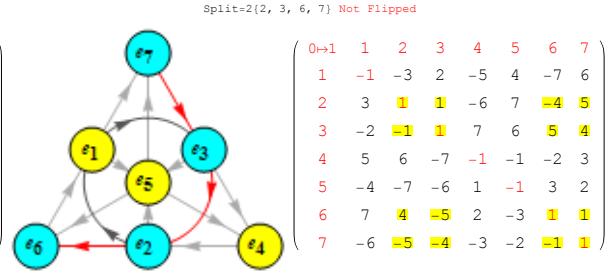 Split=2{2, 3, 6, 7} Not Flipped
e7
e1
e3
e5
e6
e2
e4
0↦1 1 2 3 4 5 6 7
1 -1 -3 2 -5 4 -7 6
2 3 1 1 -6 7 -4 5
3 -2 -1 1 7 6 5 4
4 5 6 -7 -1 -1 -2 3
5 -4 -7 -6 1 -1 3 2
6 7 4 -5 2 -3 1 1
7 -6 -5 -4 -3 -2 -1 1